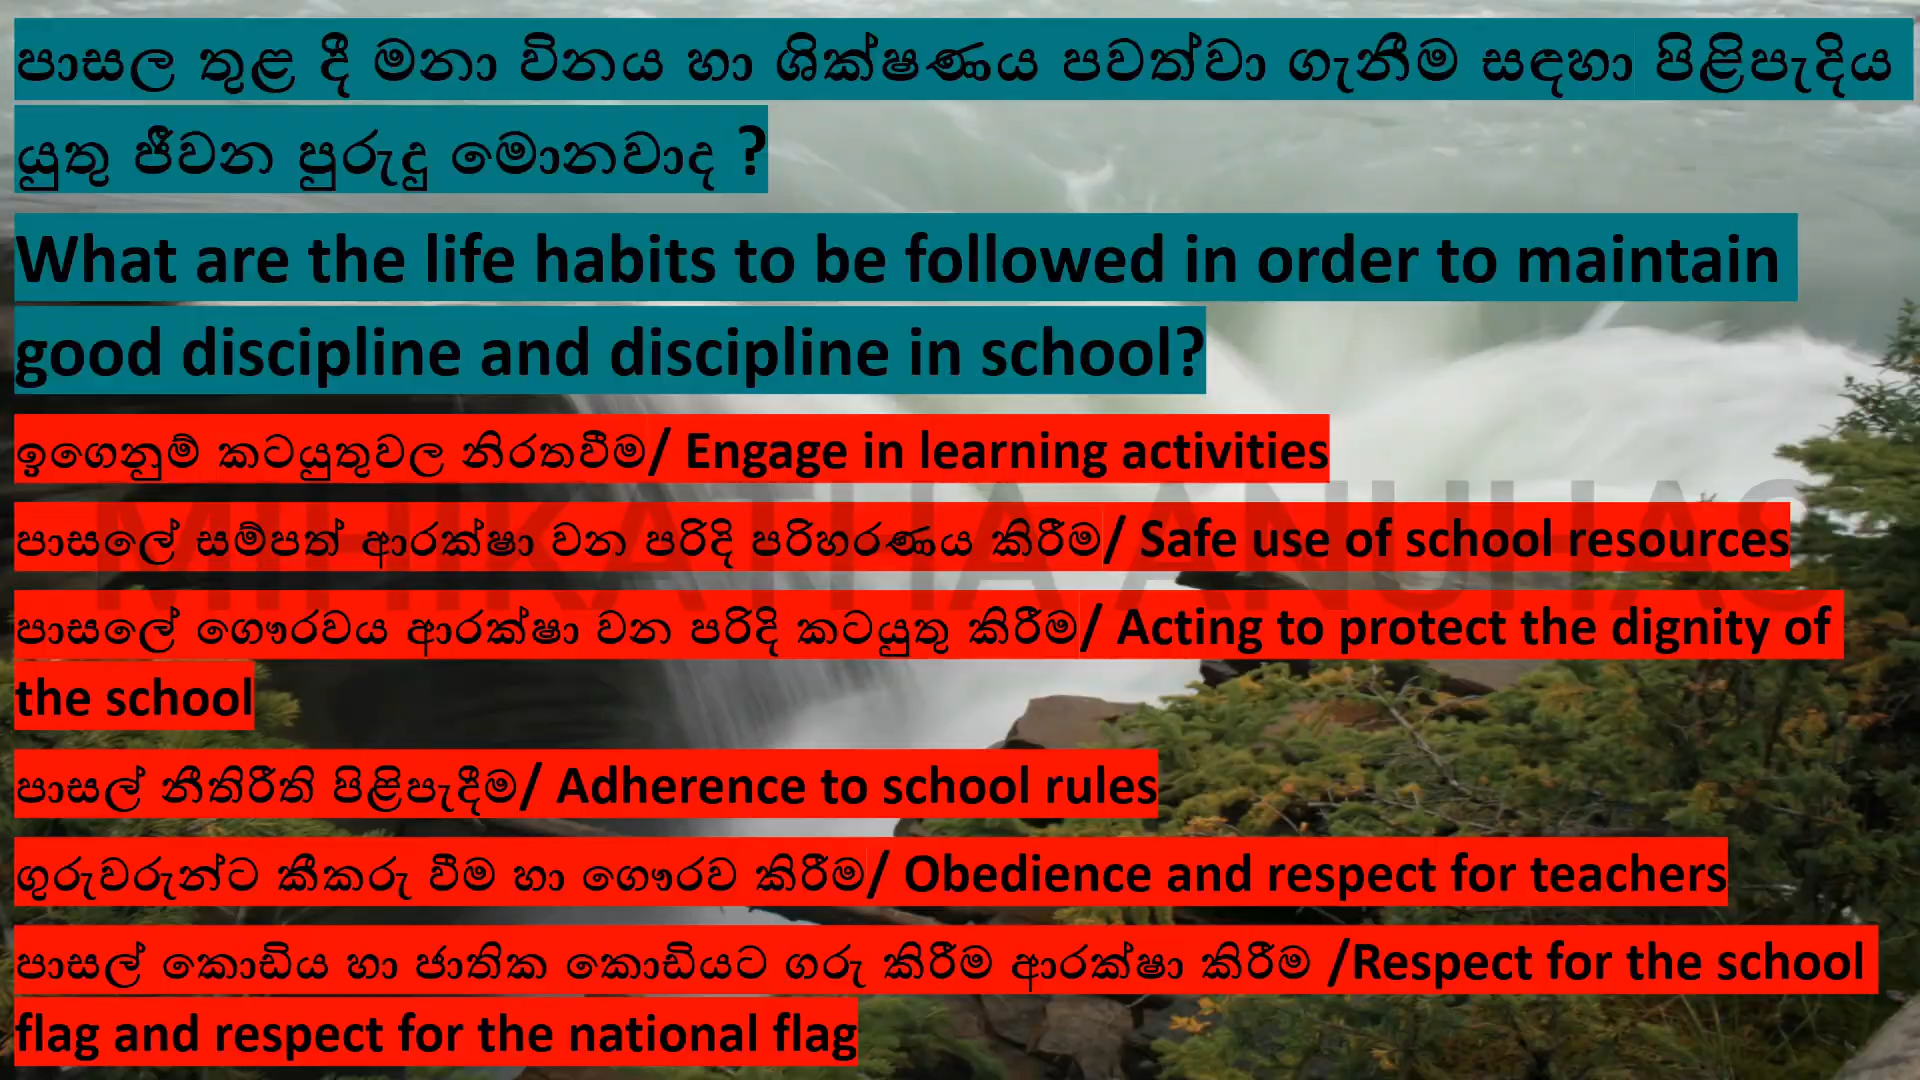 පාසල තුළ දී මනා විනය හා ශික්ෂණය පවත්වා ගැනීම සඳහා පිළිපැදිය
යුතු ජීවන පුරුදු මොනවාද ?
What are the life habits to be followed in order to maintain
good discipline and discipline in school?
ඉගෙනුම් කටයුතුවල නිරතවීම/ Engage in learning activities
MIHIKATHA ANUHAS
පාසලේ සම්පත් ආරක්ෂා වන පරිදි පරිහරණය කිරීම/ Safe use of school resources
පාසලේ ගෞරවය ආරක්ෂා වන පරිදි කටයුතු කිරීම/ Acting to protect the dignity of
the school
පාසල් නීතිරීති පිළිපැදීම/ Adherence to school rules
ගුරුවරුන්ට කීකරු වීම හා ගෞරව කිරීම/ Obedience and respect for teachers
පාසල් කොඩිය හා ජාතික කොඩියට ගරු කිරීම ආරක්ෂා කිරීම /Respect for the school
flag and respect for the national flag